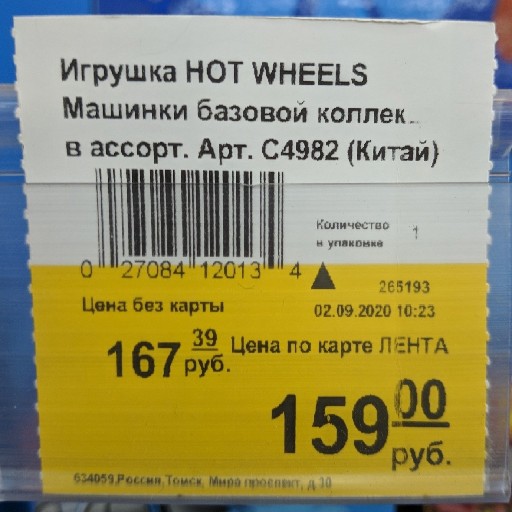 Игрушка HOT WHEELS
Машинки базовой коллек..
в ассорт. Арт. C4982 (Китай)
Количество
в упаковке 1
0 27084 12013 4
265193
Цена без карты
02.09.2020 10:23
167 39 руб.
Цена по карте ЛЕНТА
159 00 руб.
634059,Россия,Томск, Мира проспект, д.30